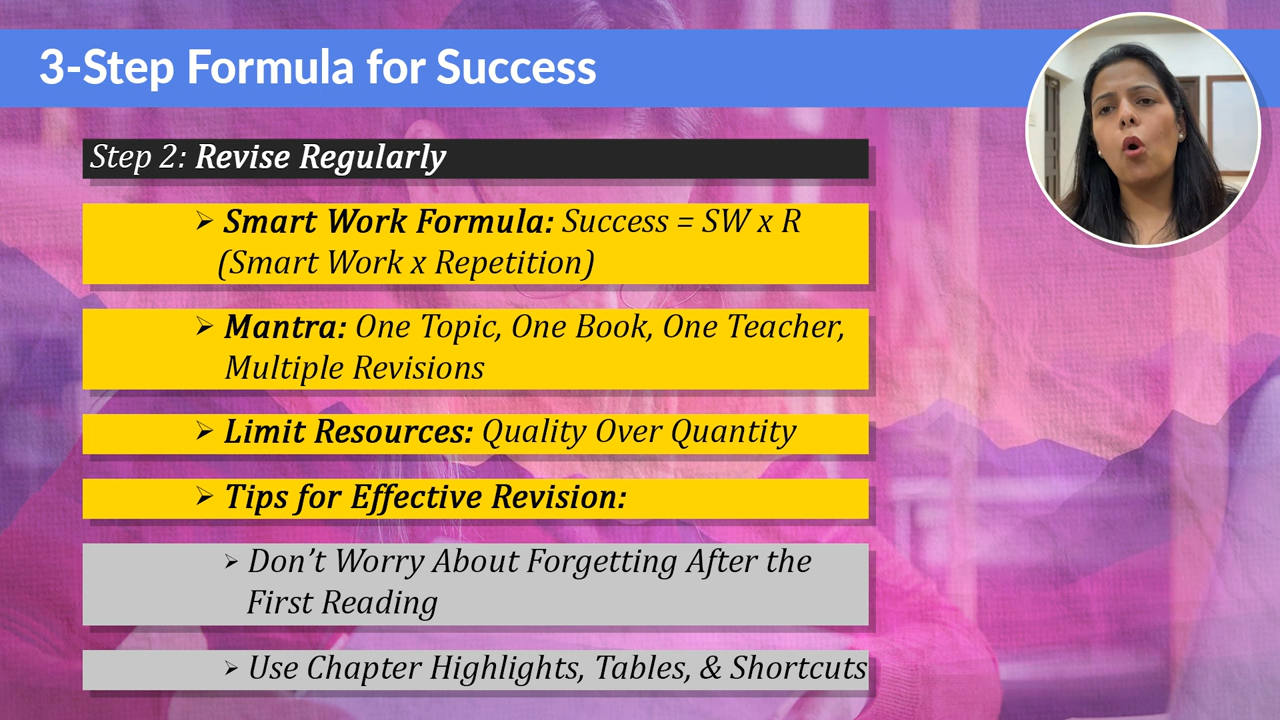 3-Step Formula for Success
Step 2: Revise Regularly
➢ Smart Work Formula: Success = SW x R
(Smart Work x Repetition)
➢ Mantra: One Topic, One Book, One Teacher,
Multiple Revisions
➢ Limit Resources: Quality Over Quantity
➢ Tips for Effective Revision:
➢ Don’t Worry About Forgetting After the
First Reading
➢ Use Chapter Highlights, Tables, & Shortcuts